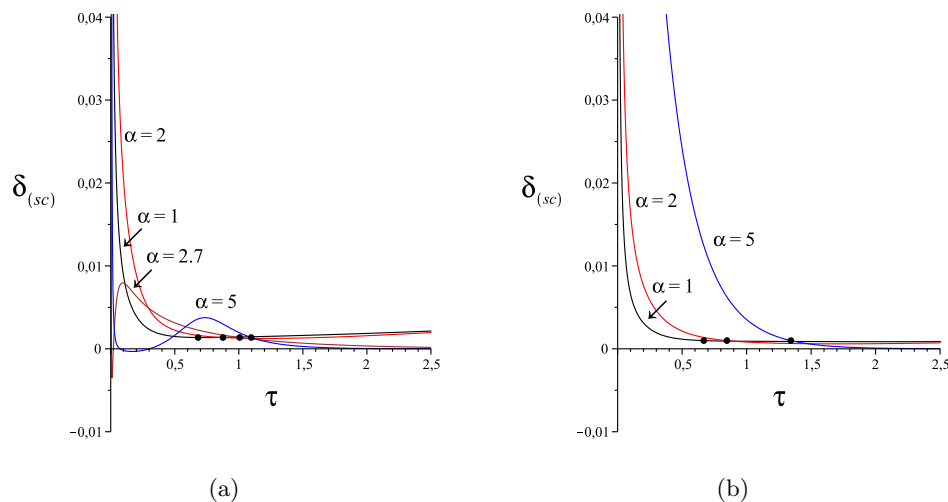 0,04
0,03
0,02
δ(sc)
0,01
0
−0,01
α = 2
α = 1
α = 2.7
α = 5
0,5
1
1,5
2
2,5
τ
(a)
0,04
0,03
0,02
δ(sc)
0,01
0
−0,01
α = 2
α = 5
α = 1
0,5
1
1,5
2
2,5
τ
(b)